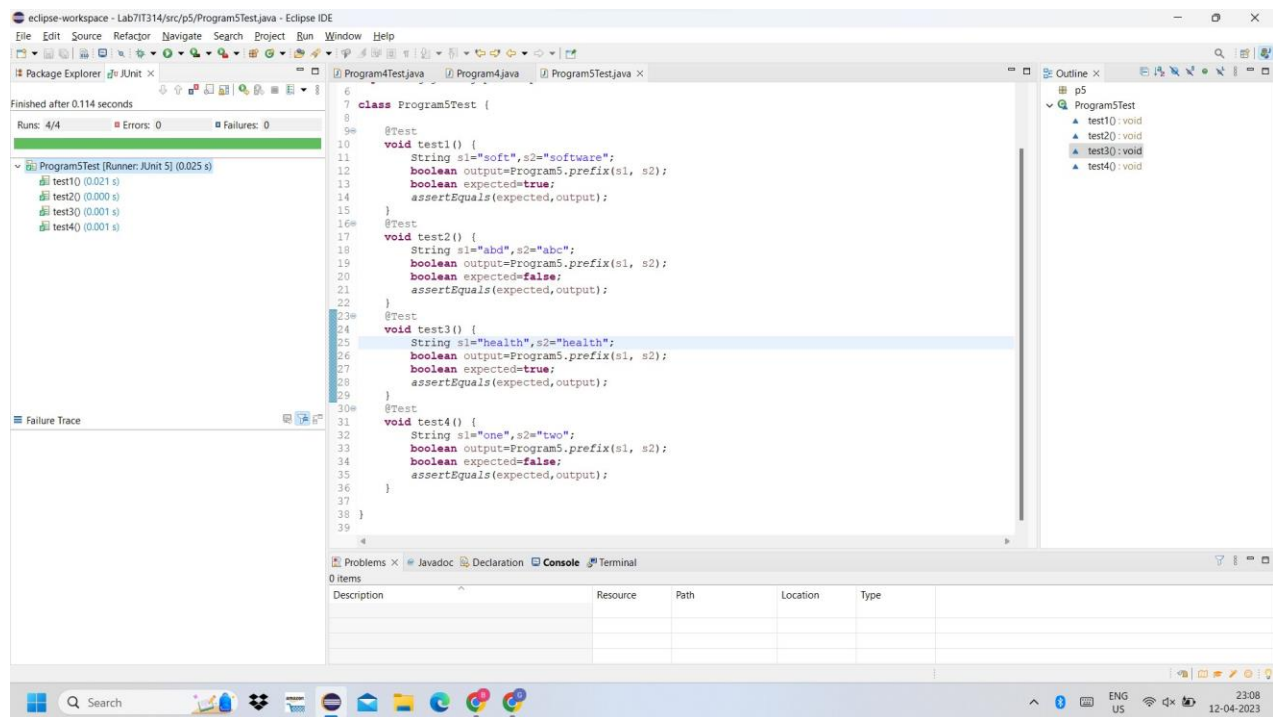 eclipse-workspace - Lab7IT314/src/p5/Program5Test.java - Eclipse IDE
File Edit Source Refactor Navigate Search Project Run Window Help
Package Explorer JUnit
Finished after 0.114 seconds
Runs: 4/4 Errors: 0 Failures: 0
Program5Test [Runner: JUnit 5] (0.025 s)
test1() (0.021 s)
test2() (0.000 s)
test3() (0.001 s)
test4() (0.001 s)
Failure Trace
Program4Test.java Program4.java Program5Test.java
6
7 class Program5Test {
8
9 @Test
10 void test1() {
11 String s1="soft",s2="software";
12 boolean output=Program5.prefix(s1, s2);
13 boolean expected=true;
14 assertEquals(expected,output);
15 }
16 @Test
17 void test2() {
18 String s1="abd",s2="abc";
19 boolean output=Program5.prefix(s1, s2);
20 boolean expected=false;
21 assertEquals(expected,output);
22 }
23 @Test
24 void test3() {
25 String s1="health",s2="health";
26 boolean output=Program5.prefix(s1, s2);
27 boolean expected=true;
28 assertEquals(expected,output);
29 }
30 @Test
31 void test4() {
32 String s1="one",s2="two";
33 boolean output=Program5.prefix(s1, s2);
34 boolean expected=false;
35 assertEquals(expected,output);
36 }
37
38 }
39
Outline
p5
Program5Test
test1() : void
test2() : void
test3() : void
test4() : void
Problems Javadoc Declaration Console Terminal
0 items
Description Resource Path Location Type
Search
amazon
ENG
US
23:08
12-04-2023